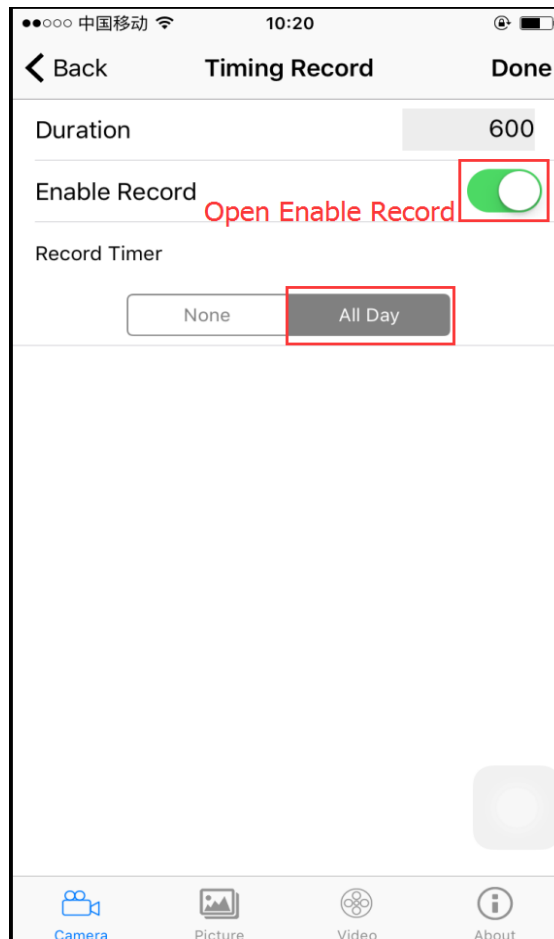 中国移动 10:20
Back Timing Record Done
Duration 600
Enable Record
Open Enable Record
Record Timer
None All Day
Camera Picture Video About